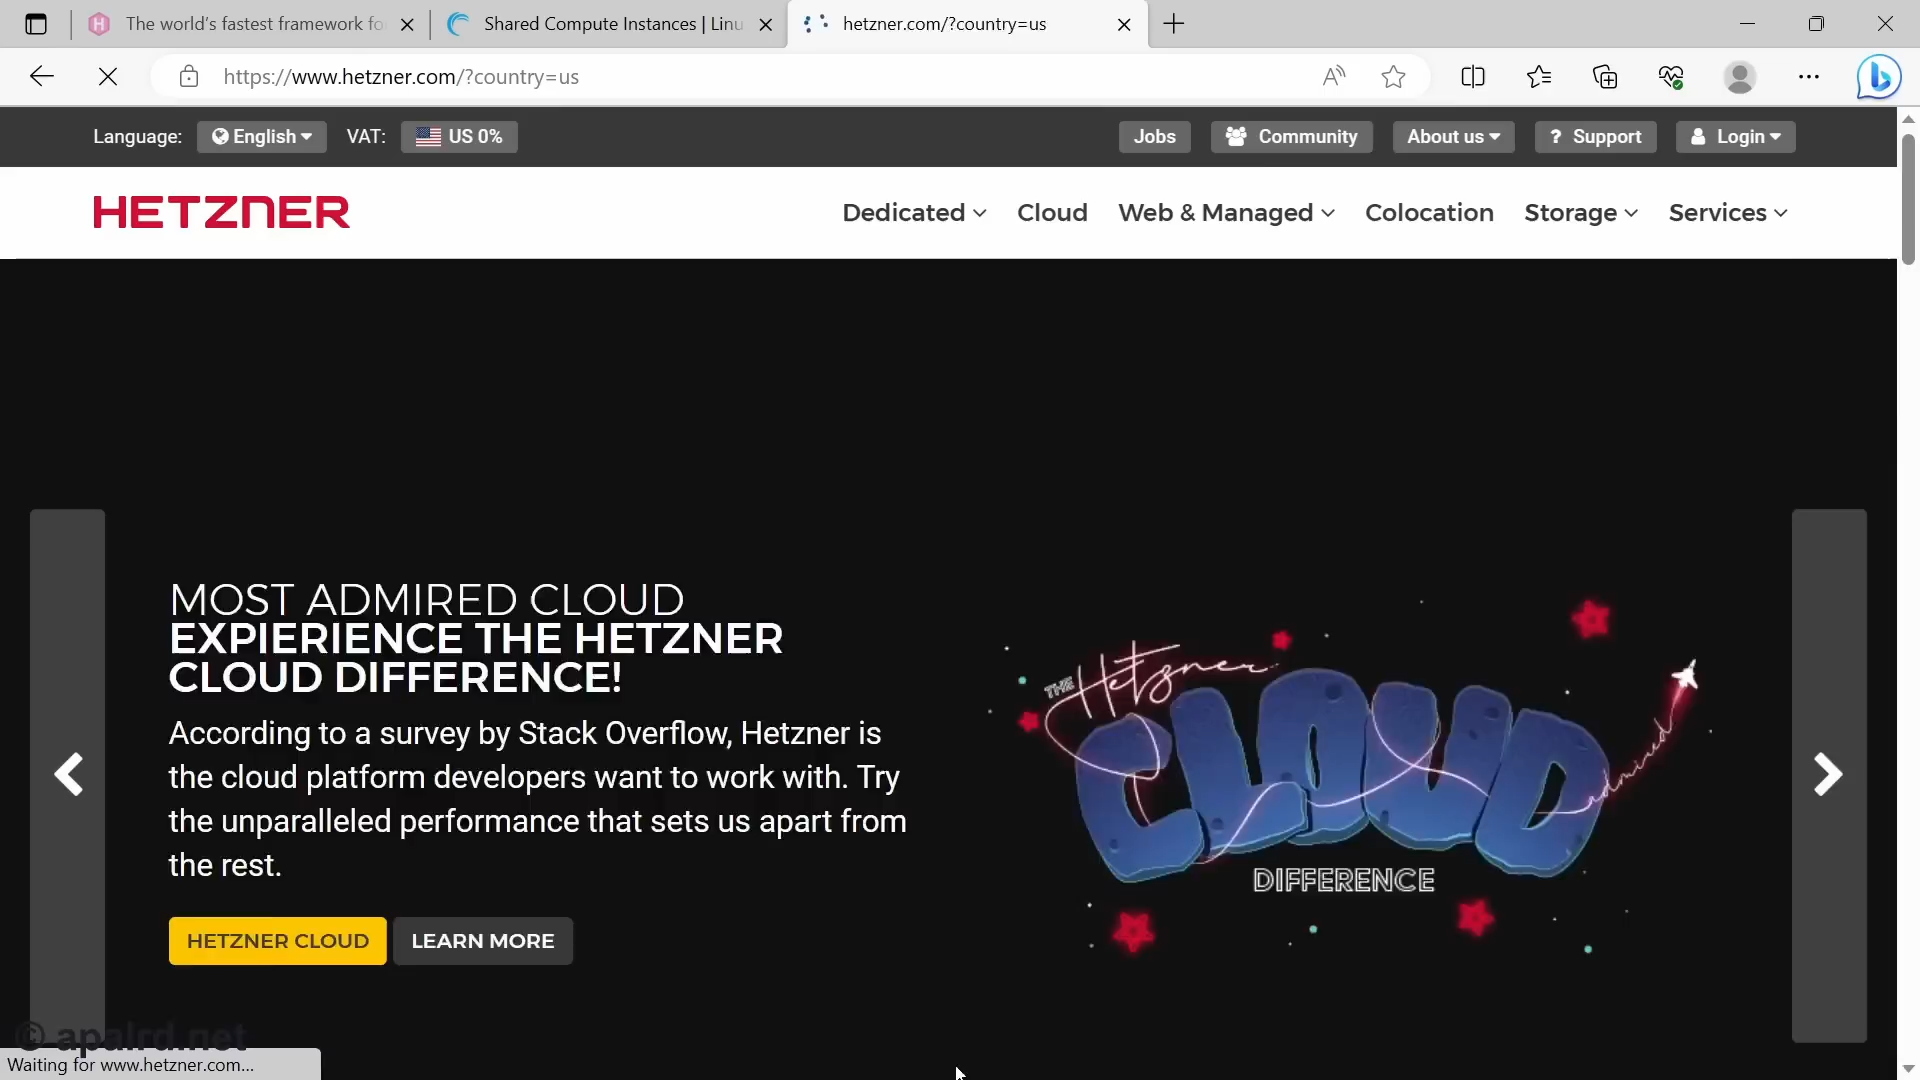 The world's fastest framework fo
Shared Compute Instances | Linu
hetzner.com/?country=us
https://www.hetzner.com/?country=us
Language: English VAT: US 0% Jobs Community About us ? Support Login
HETZNER Dedicated Cloud Web & Managed Colocation Storage Services
MOST ADMIRED CLOUD
EXPIERIENCE THE HETZNER
CLOUD DIFFERENCE!
According to a survey by Stack Overflow, Hetzner is
the cloud platform developers want to work with. Try
the unparalleled performance that sets us apart from
the rest.
HETZNER CLOUD LEARN MORE
THE Hetzner
CLOUD
admired
DIFFERENCE
© apalrd.net
Waiting for www.hetzner.com...